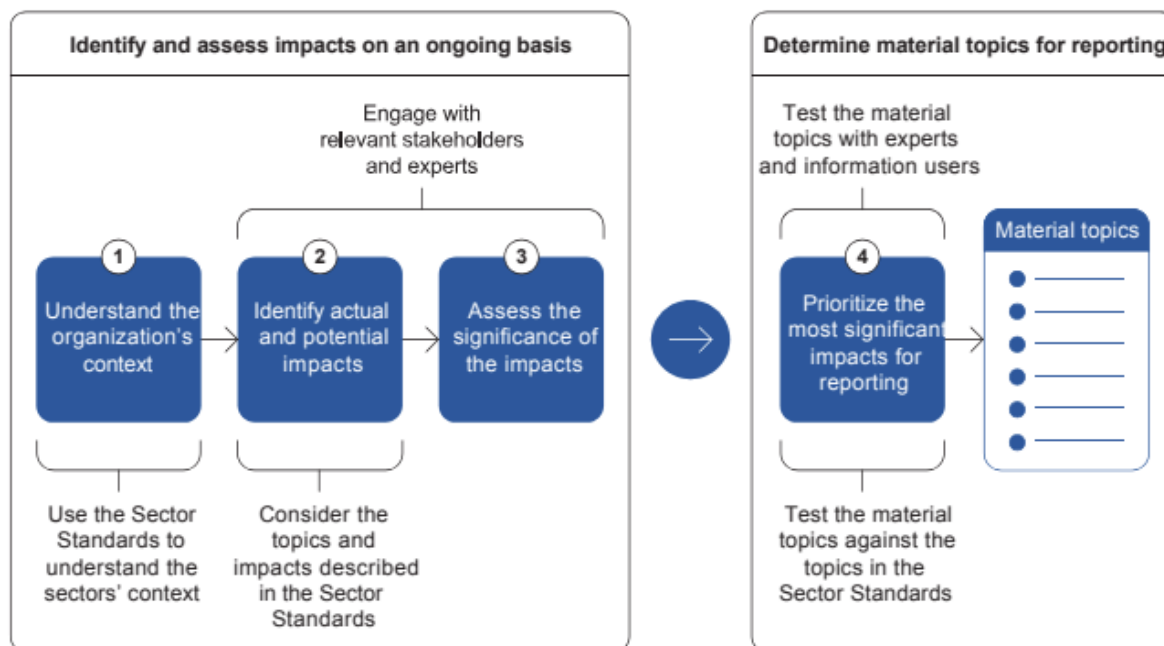 Identify and assess impacts on an ongoing basis
Engage with
relevant stakeholders
and experts
1
Understand the
organization's
context
2
Identify actual
and potential
impacts
3
Assess the
significance of
the impacts
Use the Sector
Standards to
understand the
sectors' context
Consider the
topics and
impacts described
in the Sector
Standards
Determine material topics for reporting
Test the material
topics with experts
and information users
4
Prioritize the
most significant
impacts for
reporting
Material topics
Test the material
topics against the
topics in the
Sector Standards